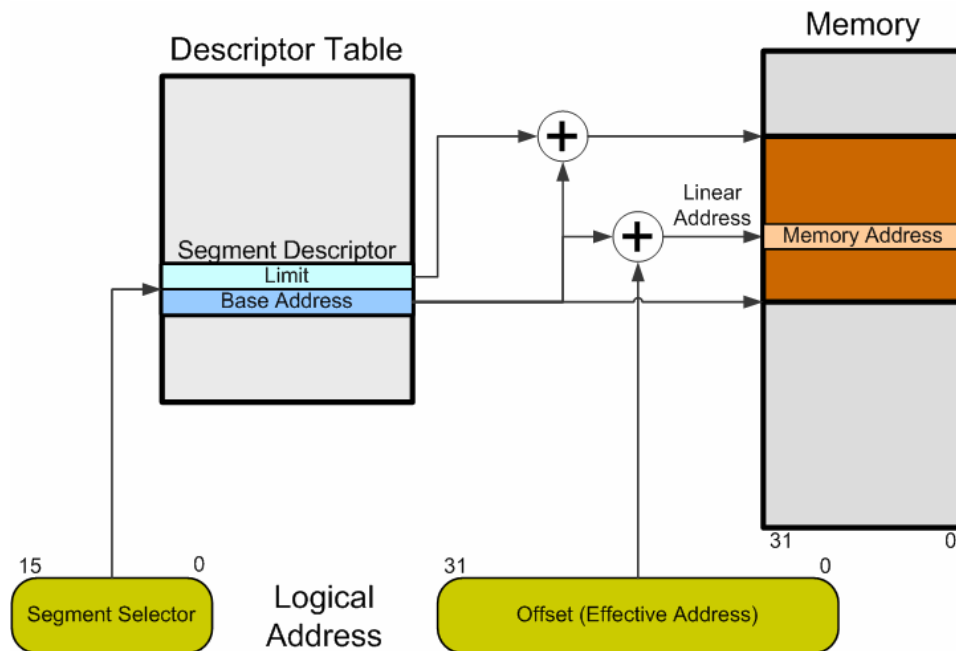 Memory
Descriptor Table
Linear
Address
Memory Address
Segment Descriptor
Limit
Base Address
31 0
15 0
31 0
Segment Selector
Logical
Address
Offset (Effective Address)